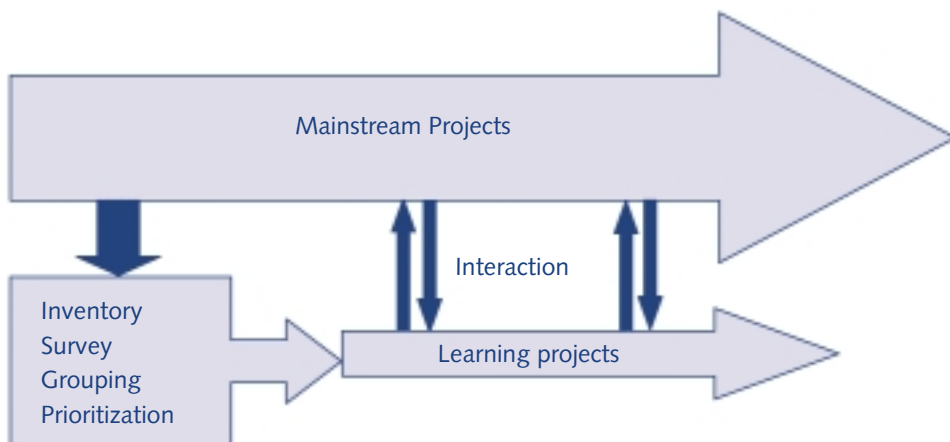 Mainstream Projects
Interaction
Inventory
Survey
Grouping
Prioritization
Learning projects